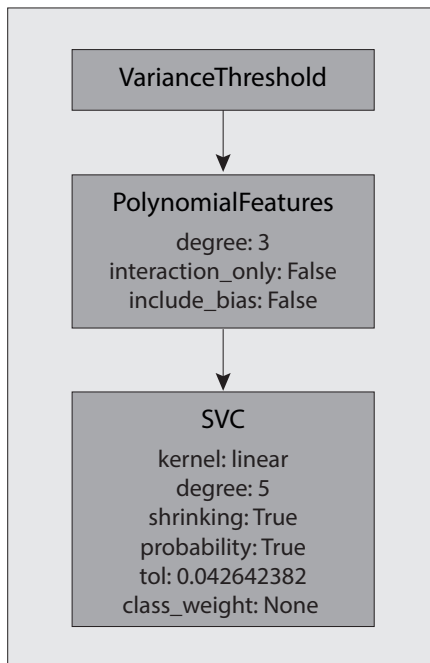 VarianceThreshold
PolynomialFeatures
degree: 3
interaction_only: False
include_bias: False
SVC
kernel: linear
degree: 5
shrinking: True
probability: True
tol: 0.042642382
class_weight: None